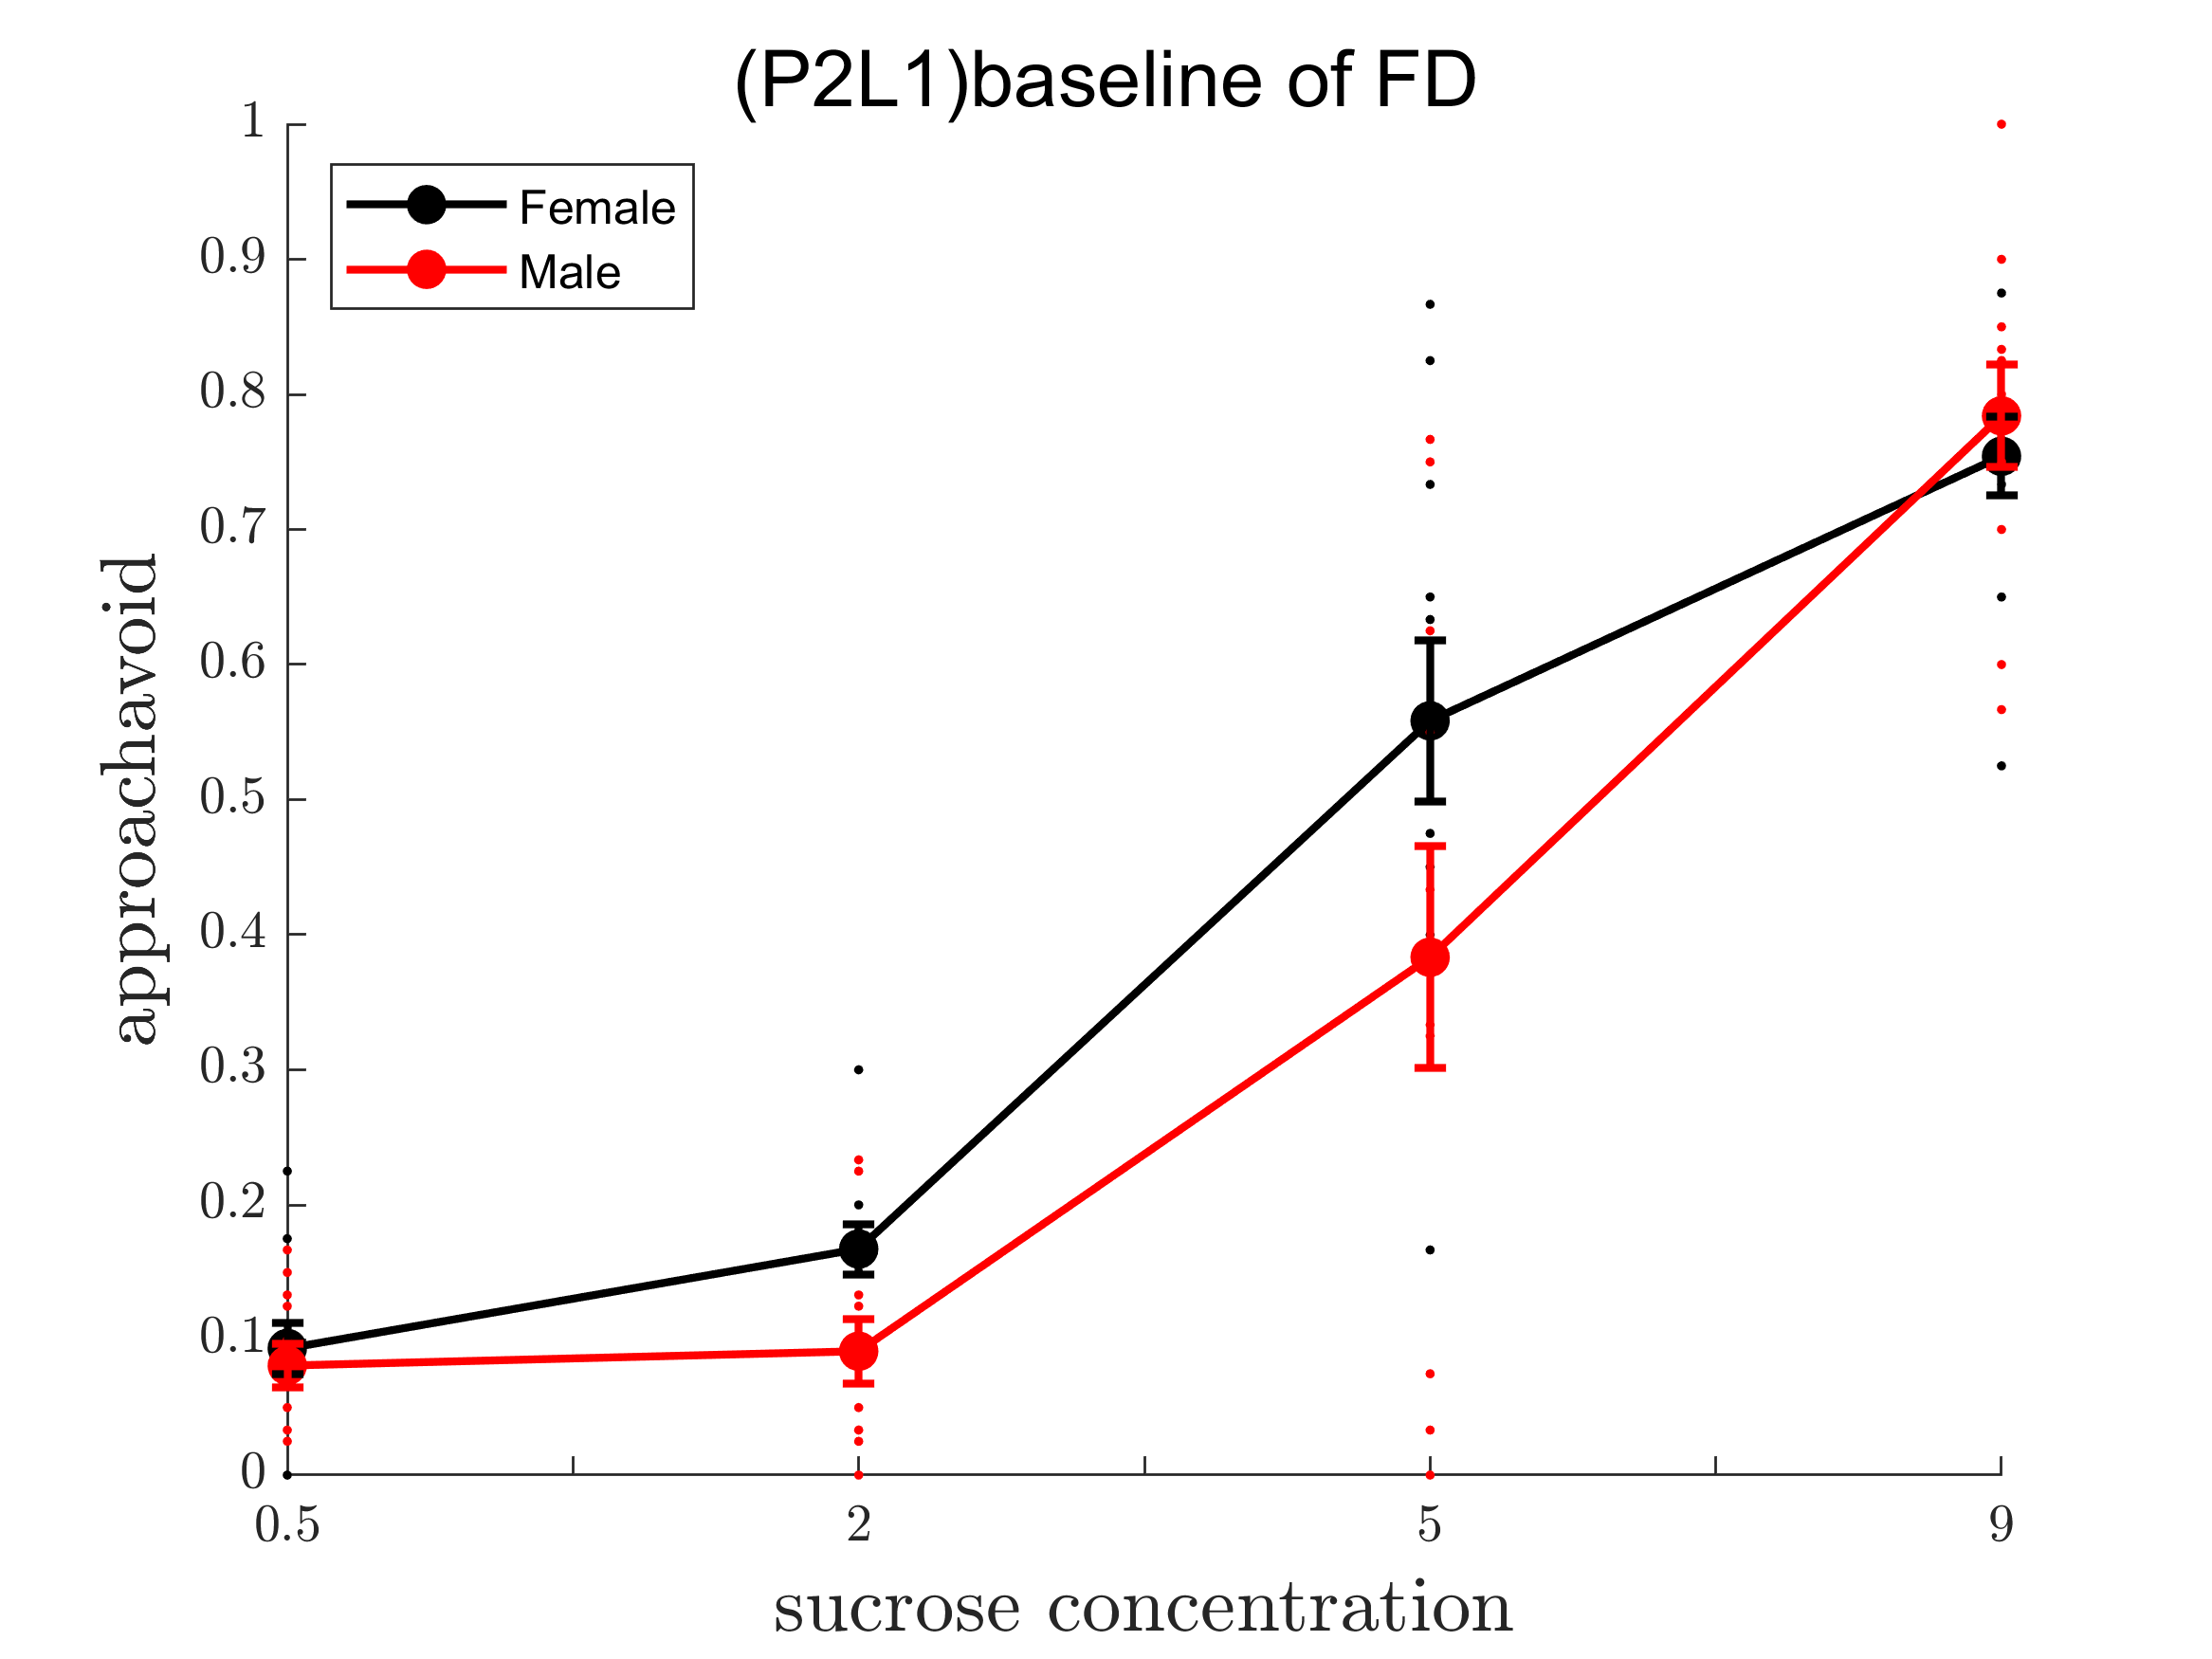 (P2L1)baseline of FD
Female
Male
1
0.9
0.8
0.7
0.6
0.5
0.4
0.3
0.2
0.1
0
approachavoid
0.5 2 5 9
sucrose concentration